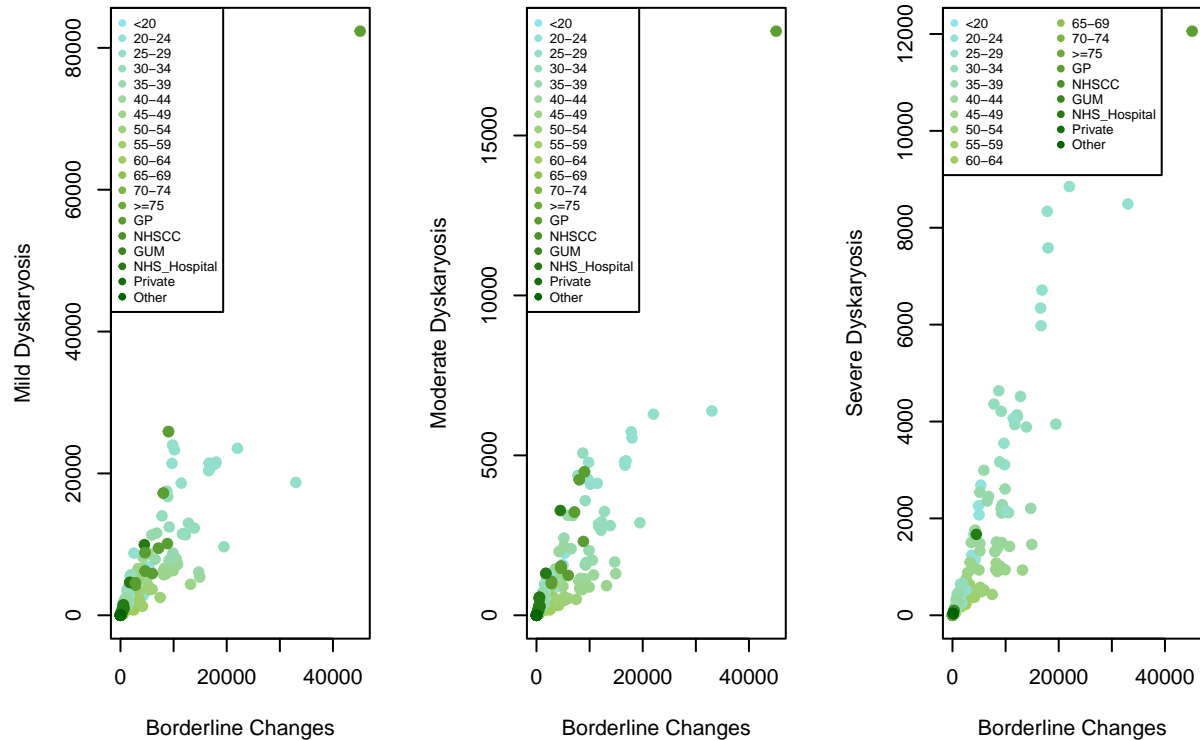 Mild Dyskaryosis
0
20000
40000
60000
80000
<20
20−24
25−29
30−34
35−39
40−44
45−49
50−54
55−59
60−64
65−69
70−74
>=75
GP
NHSCC
GUM
NHS_Hospital
Private
Other
0
20000
40000
Borderline Changes
Moderate Dyskaryosis
0
5000
10000
15000
<20
20−24
25−29
30−34
35−39
40−44
45−49
50−54
55−59
60−64
65−69
70−74
>=75
GP
NHSCC
GUM
NHS_Hospital
Private
Other
0
20000
40000
Borderline Changes
Severe Dyskaryosis
0
2000
4000
6000
8000
10000
12000
<20
20−24
25−29
30−34
35−39
40−44
45−49
50−54
55−59
60−64
65−69
70−74
>=75
GP
NHSCC
GUM
NHS_Hospital
Private
Other
0
20000
40000
Borderline Changes